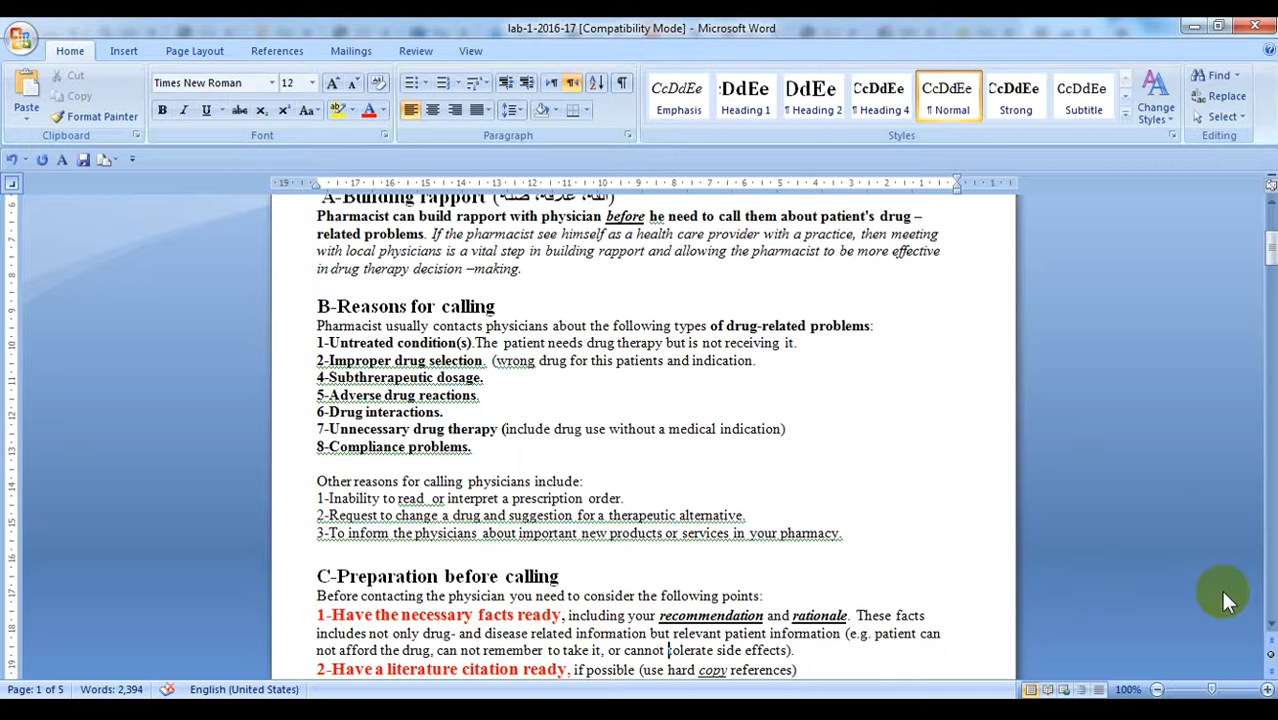 lab-1-2016-17 [Compatibility Mode] - Microsoft Word
Home Insert Page Layout References Mailings Review View
Paste
Cut
Copy
Format Painter
Clipboard
Times New Roman 12
Font
Paragraph
CcDdEe CcDdEe CcDdEe CcDdEe CcDdEe CcDdEe CcDdEe
Emphasis Heading 1 ¶ Heading 2 ¶ Heading 4 ¶ Normal Strong Subtitle
Change Styles
Styles
Find
Replace
Select
Editing
A-Building rapport
Pharmacist can build rapport with physician before he need to call them about patient's drug –
related problems. If the pharmacist see himself as a health care provider with a practice, then meeting
with local physicians is a vital step in building rapport and allowing the pharmacist to be more effective
in drug therapy decision –making.
B-Reasons for calling
Pharmacist usually contacts physicians about the following types of drug-related problems:
1-Untreated condition(s).The patient needs drug therapy but is not receiving it.
2-Improper drug selection. (wrong drug for this patients and indication.
4-Subthrerapeutic dosage.
5-Adverse drug reactions.
6-Drug interactions.
7-Unnecessary drug therapy (include drug use without a medical indication)
8-Compliance problems.
Other reasons for calling physicians include:
1-Inability to read or interpret a prescription order.
2-Request to change a drug and suggestion for a therapeutic alternative.
3-To inform the physicians about important new products or services in your pharmacy.
C-Preparation before calling
Before contacting the physician you need to consider the following points:
1-Have the necessary facts ready, including your recommendation and rationale. These facts
includes not only drug- and disease related information but relevant patient information (e.g. patient can
not afford the drug, can not remember to take it, or cannot tolerate side effects).
2-Have a literature citation ready, if possible (use hard copy references)
Page: 1 of 5 Words: 2,394 English (United States) 100%